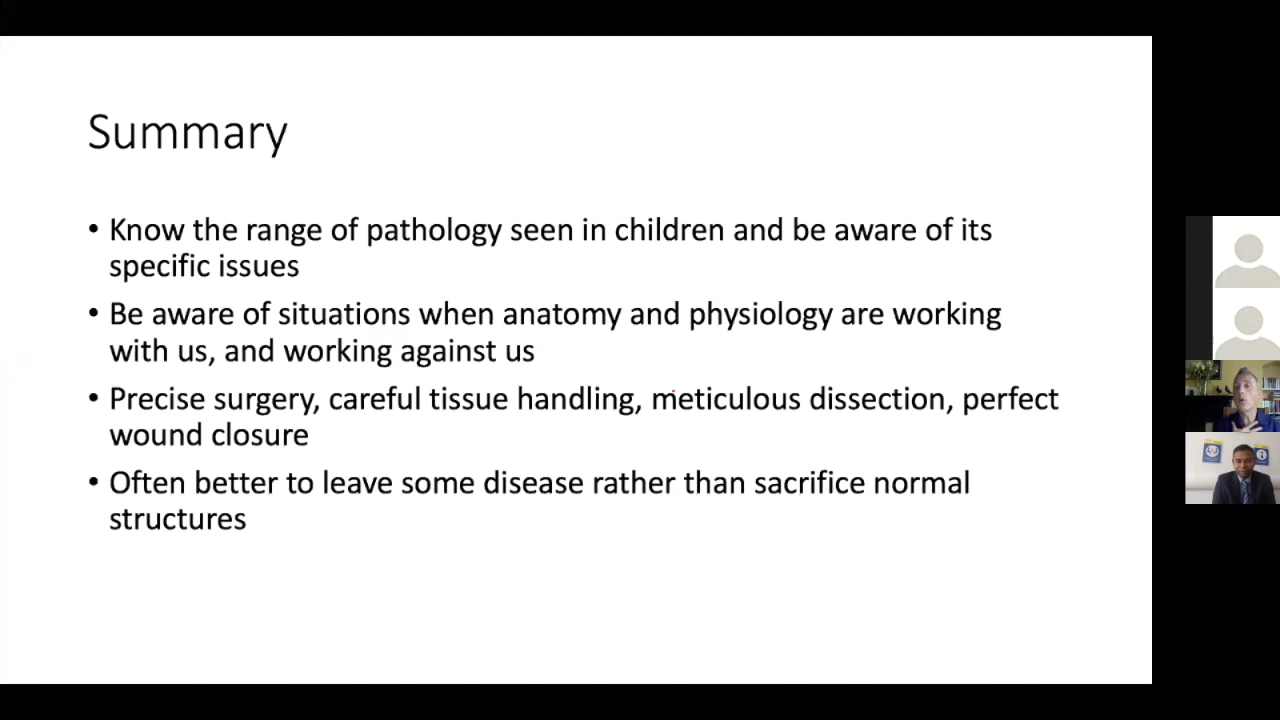 Summary
• Know the range of pathology seen in children and be aware of its
specific issues
• Be aware of situations when anatomy and physiology are working
with us, and working against us
• Precise surgery, careful tissue handling, meticulous dissection, perfect
wound closure
• Often better to leave some disease rather than sacrifice normal
structures